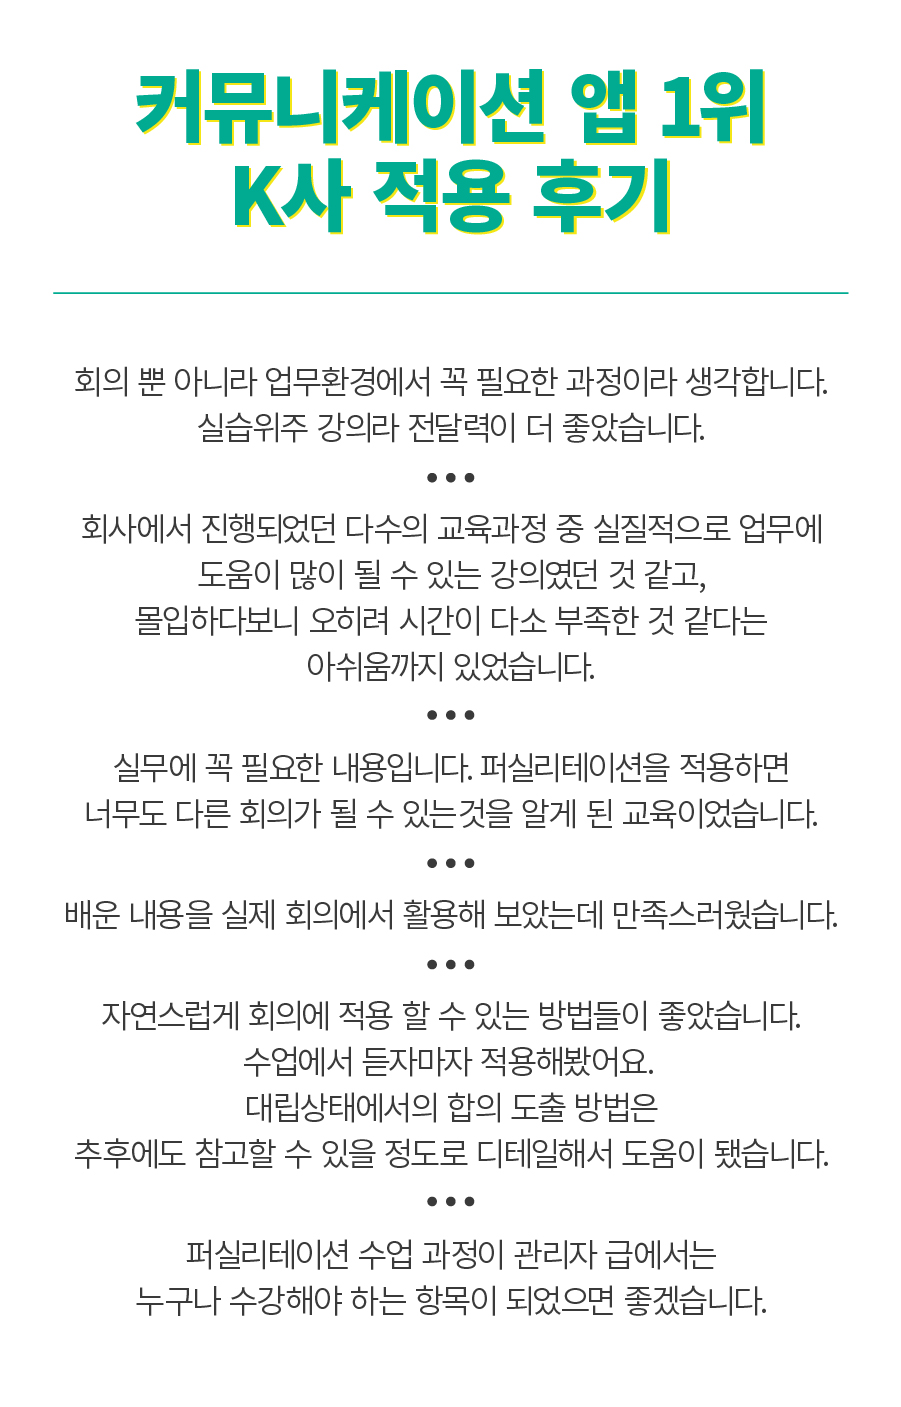 커뮤니케이션 앱 1위
K사 적용 후기
회의 뿐 아니라 업무환경에서 꼭 필요한 과정이라 생각합니다.
실습위주 강의라 전달력이 더 좋았습니다.
•••
회사에서 진행되었던 다수의 교육과정 중 실질적으로 업무에
도움이 많이 될 수 있는 강의였던 것 같고,
몰입하다보니 오히려 시간이 다소 부족한 것 같다는
아쉬움까지 있었습니다.
•••
실무에 꼭 필요한 내용입니다. 퍼실리테이션을 적용하면
너무도 다른 회의가 될 수 있는것을 알게 된 교육이었습니다.
•••
배운 내용을 실제 회의에서 활용해 보았는데 만족스러웠습니다.
•••
자연스럽게 회의에 적용 할 수 있는 방법들이 좋았습니다.
수업에서 듣자마자 적용해봤어요.
대립상태에서의 합의 도출 방법은
추후에도 참고할 수 있을 정도로 디테일해서 도움이 됐습니다.
•••
퍼실리테이션 수업 과정이 관리자 급에서는
누구나 수강해야 하는 항목이 되었으면 좋겠습니다.